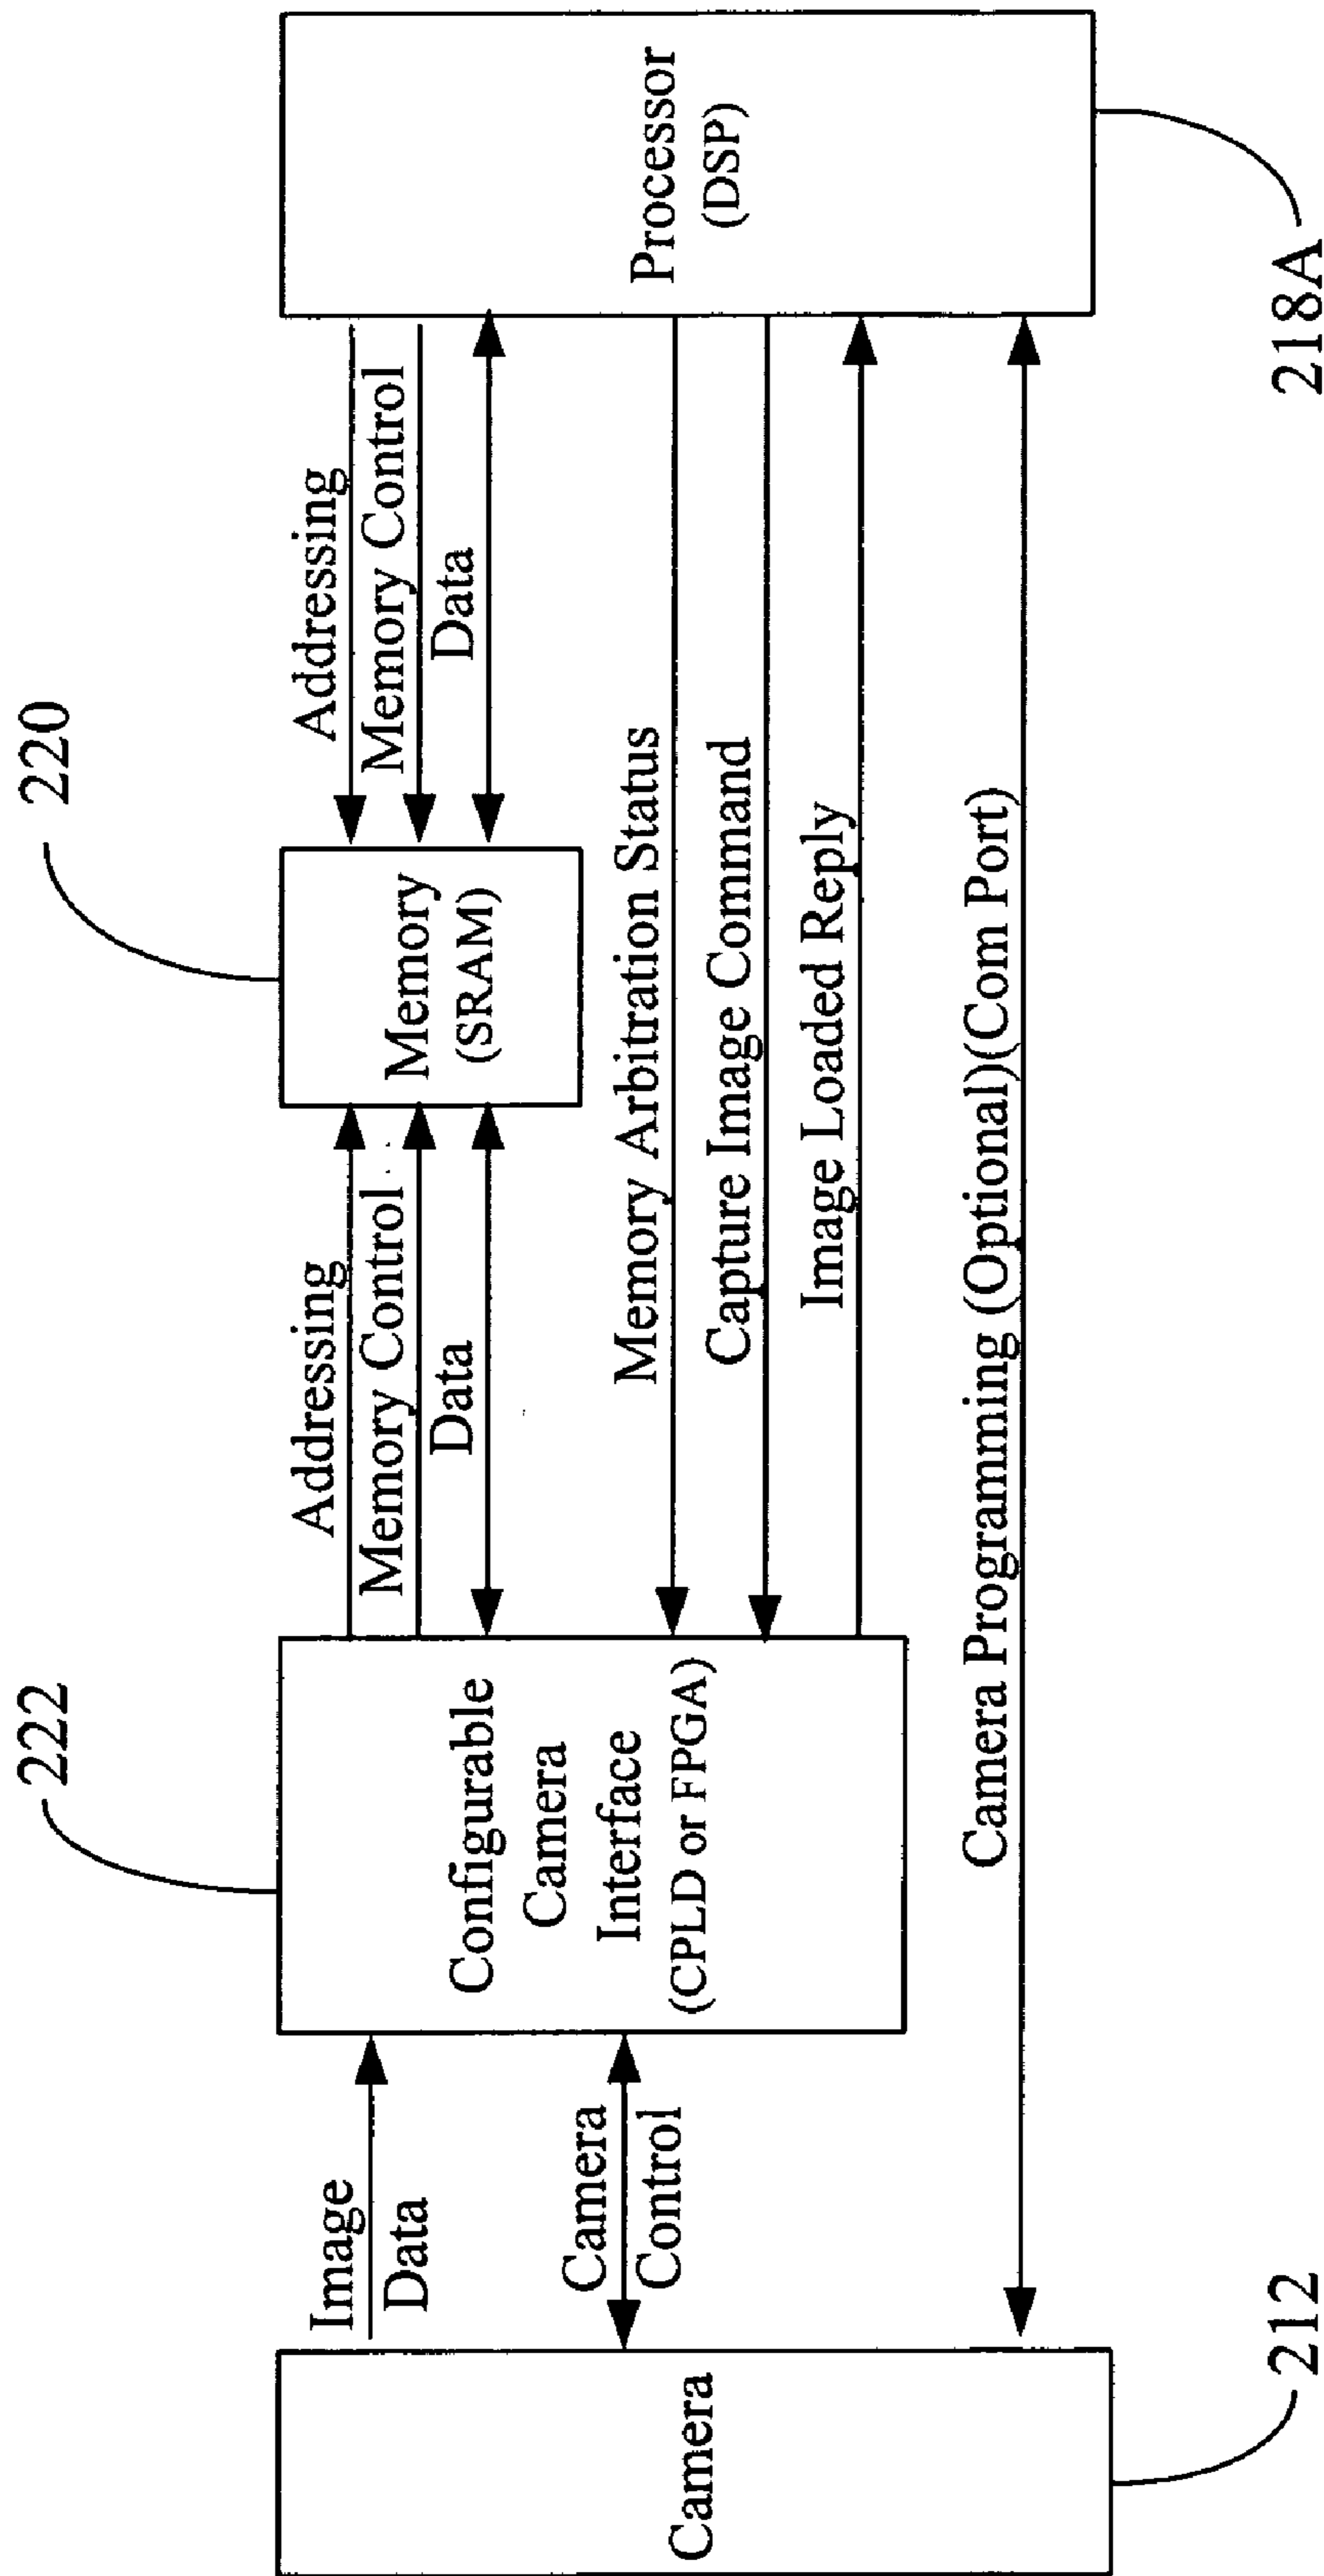 222
220
Image
Data
Camera
Control
Camera
212
Configurable
Camera
Interface
(CPLD or FPGA)
Addressing
Memory Control
Data
Memory
(SRAM)
Addressing
Memory Control
Data
Memory Arbitration Status
Capture Image Command
Image Loaded Reply
Camera Programming (Optional)(Com Port)
Processor
(DSP)
218A